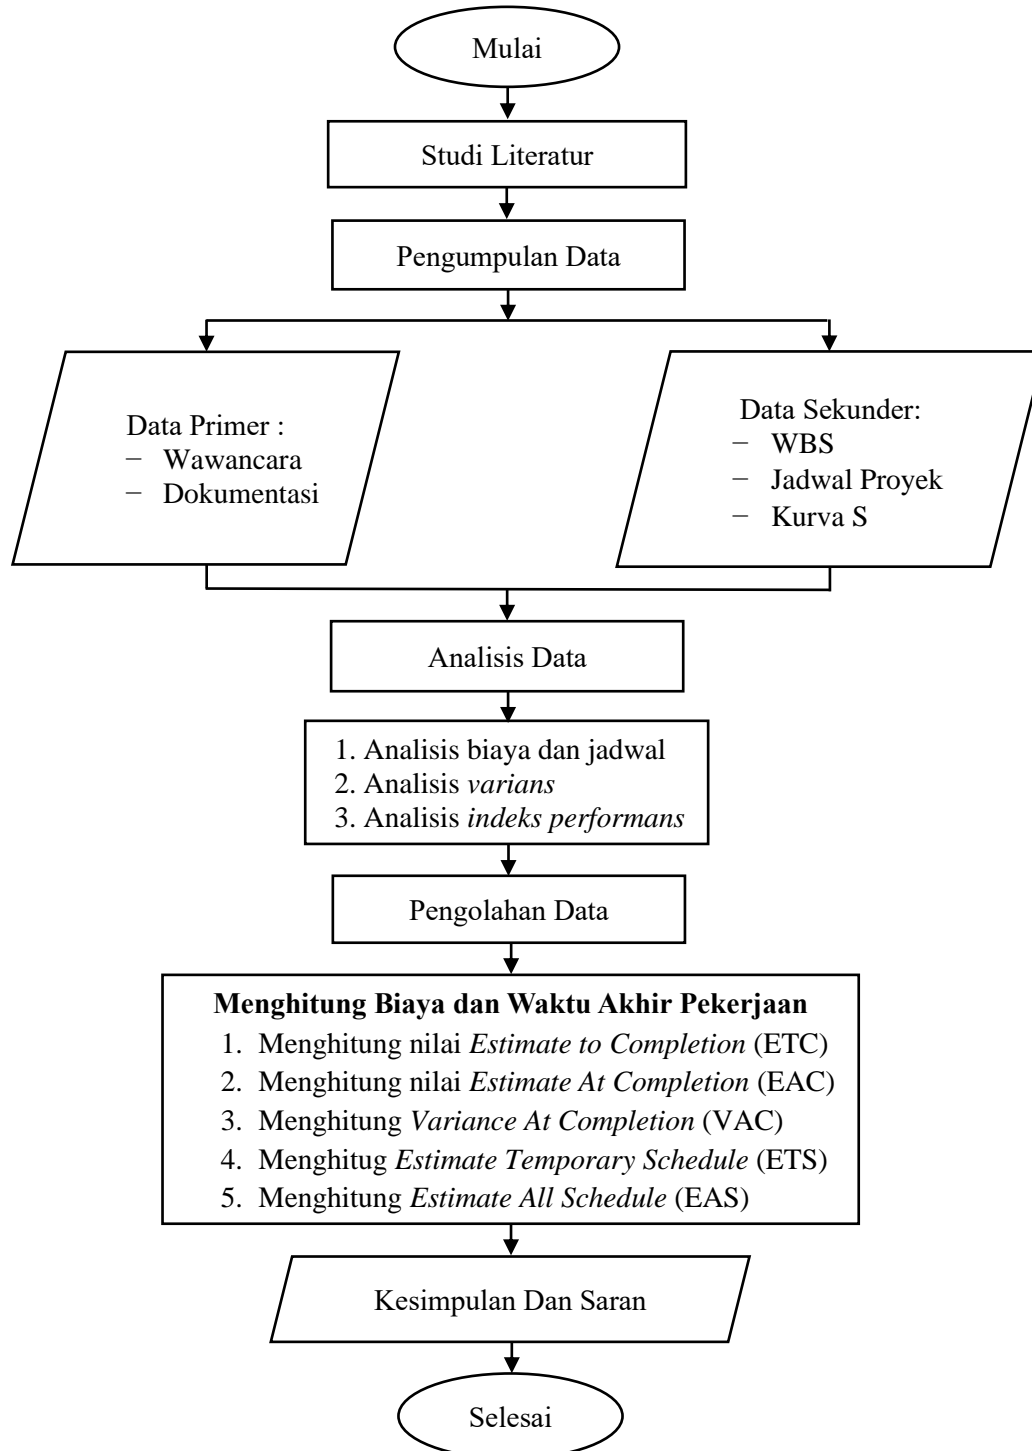 Mulai
Studi Literatur
Pengumpulan Data
Data Primer :
− Wawancara
− Dokumentasi
Data Sekunder:
− WBS
− Jadwal Proyek
− Kurva S
Analisis Data
1. Analisis biaya dan jadwal
2. Analisis varians
3. Analisis indeks performans
Pengolahan Data
Menghitung Biaya dan Waktu Akhir Pekerjaan
1. Menghitung nilai Estimate to Completion (ETC)
2. Menghitung nilai Estimate At Completion (EAC)
3. Menghitung Variance At Completion (VAC)
4. Menghitug Estimate Temporary Schedule (ETS)
5. Menghitung Estimate All Schedule (EAS)
Kesimpulan Dan Saran
Selesai